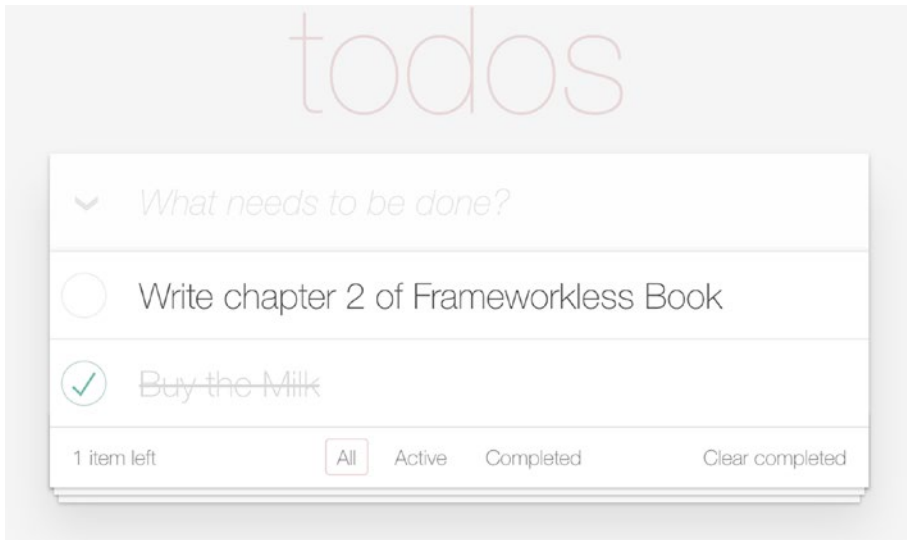 todos
What needs to be done?
Write chapter 2 of Frameworkless Book
Buy the Milk
1 item left All Active Completed Clear completed